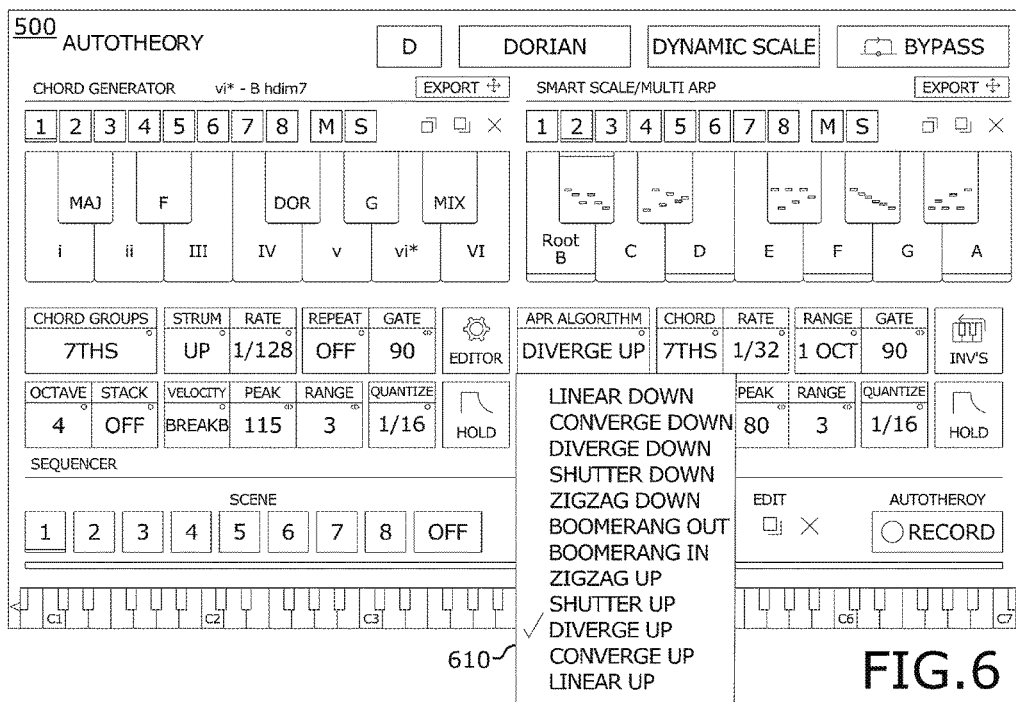 500
AUTOTHEORY
D
DORIAN
DYNAMIC SCALE
BYPASS
CHORD GENERATOR vi* - B hdim7 EXPORT
SMART SCALE/MULTI ARP EXPORT
1 2 3 4 5 6 7 8 M S
1 2 3 4 5 6 7 8 M S
MAJ F DOR G MIX
i ii III IV v vi* VI
Root
B C D E F G A
CHORD GROUPS STRUM RATE REPEAT GATE
7THS UP 1/128 OFF 90 EDITOR
APR ALGORITHM CHORD RATE RANGE GATE
DIVERGE UP 7THS 1/32 1 OCT 90 INV'S
OCTAVE STACK VELOCITY PEAK RANGE QUANTIZE
4 OFF BREAKB 115 3 1/16 HOLD
PEAK RANGE QUANTIZE
80 3 1/16 HOLD
LINEAR DOWN
CONVERGE DOWN
DIVERGE DOWN
SHUTTER DOWN
ZIGZAG DOWN
BOOMERANG OUT
BOOMERANG IN
ZIGZAG UP
SHUTTER UP
DIVERGE UP
CONVERGE UP
LINEAR UP
SEQUENCER
SCENE
1 2 3 4 5 6 7 8 OFF
EDIT
AUTOTHEROY
RECORD
C1 C2 C3 C6 C7
610
FIG.6